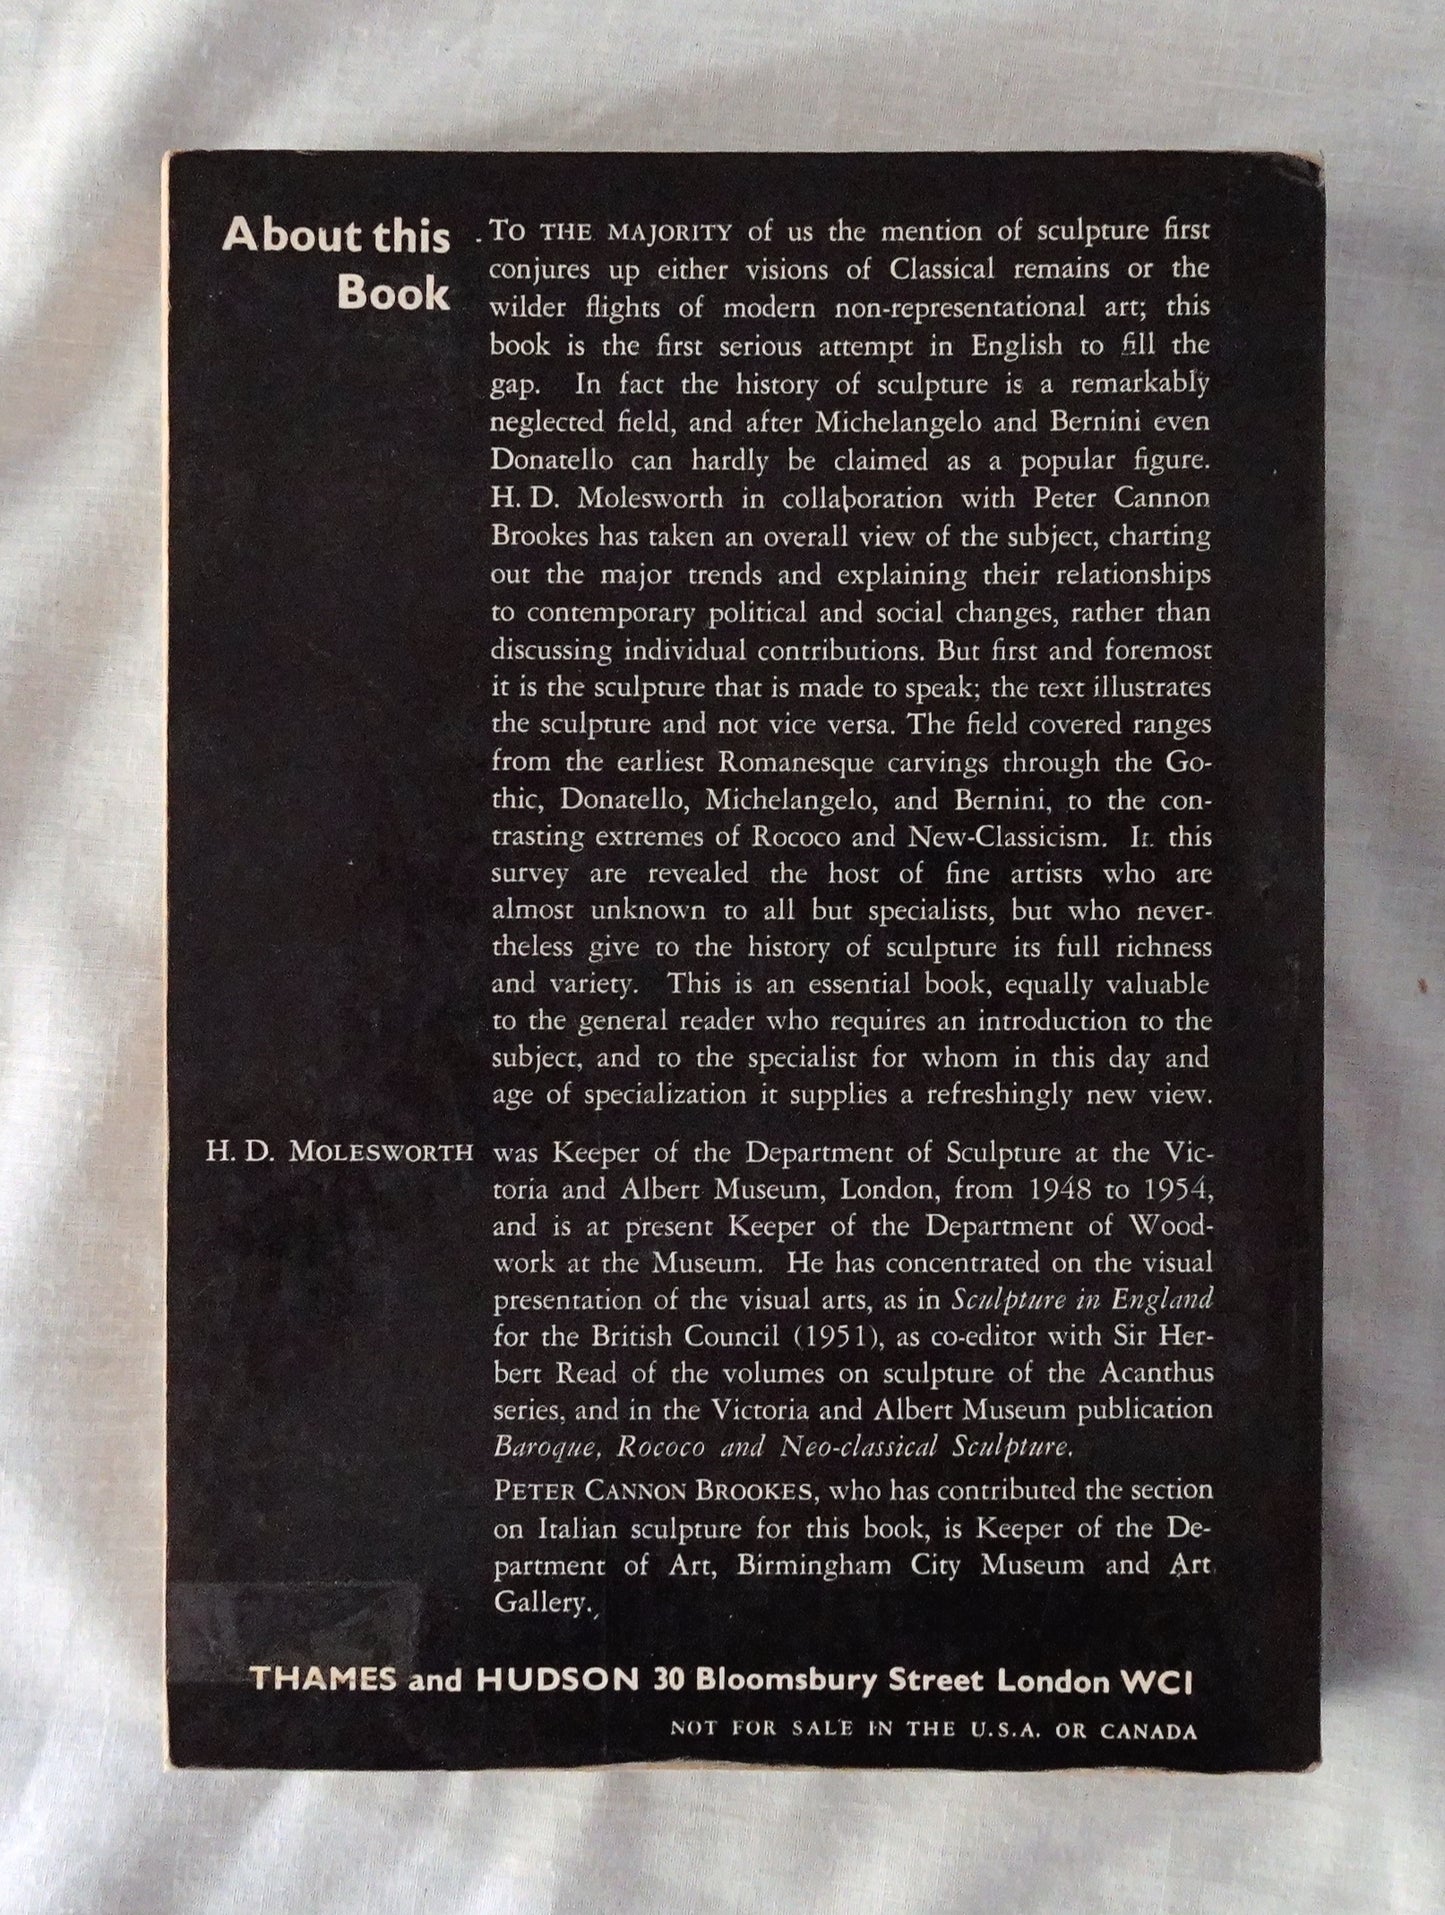 About this
Book
TO THE MAJORITY of us the mention of sculpture first
conjures up either visions of Classical remains or the
wilder flights of modern non-representational art; this
book is the first serious attempt in English to fill the
gap. In fact the history of sculpture is a remarkably
neglected field, and after Michelangelo and Bernini even
Donatello can hardly be claimed as a popular figure.
H. D. Molesworth in collaboration with Peter Cannon
Brookes has taken an overall view of the subject, charting
out the major trends and explaining their relationships
to contemporary political and social changes, rather than
discussing individual contributions. But first and foremost
it is the sculpture that is made to speak; the text illustrates
the sculpture and not vice versa. The field covered ranges
from the earliest Romanesque carvings through the Go-
thic, Donatello, Michelangelo, and Bernini, to the con-
trasting extremes of Rococo and New-Classicism. In this
survey are revealed the host of fine artists who are
almost unknown to all but specialists, but who never-
theless give to the history of sculpture its full richness
and variety. This is an essential book, equally valuable
to the general reader who requires an introduction to the
subject, and to the specialist for whom in this day and
age of specialization it supplies a refreshingly new view.
H. D. MOLESWORTH was Keeper of the Department of Sculpture at the Vic-
toria and Albert Museum, London, from 1948 to 1954,
and is at present Keeper of the Department of Wood-
work at the Museum. He has concentrated on the visual
presentation of the visual arts, as in Sculpture in England
for the British Council (1951), as co-editor with Sir Her-
bert Read of the volumes on sculpture of the Acanthus
series, and in the Victoria and Albert Museum publication
Baroque, Rococo and Neo-classical Sculpture.
PETER CANNON BROOKES, who has contributed the section
on Italian sculpture for this book, is Keeper of the De-
partment of Art, Birmingham City Museum and Art
Gallery.
THAMES and HUDSON 30 Bloomsbury Street London WC1
NOT FOR SALE IN THE U.S.A. OR CANADA